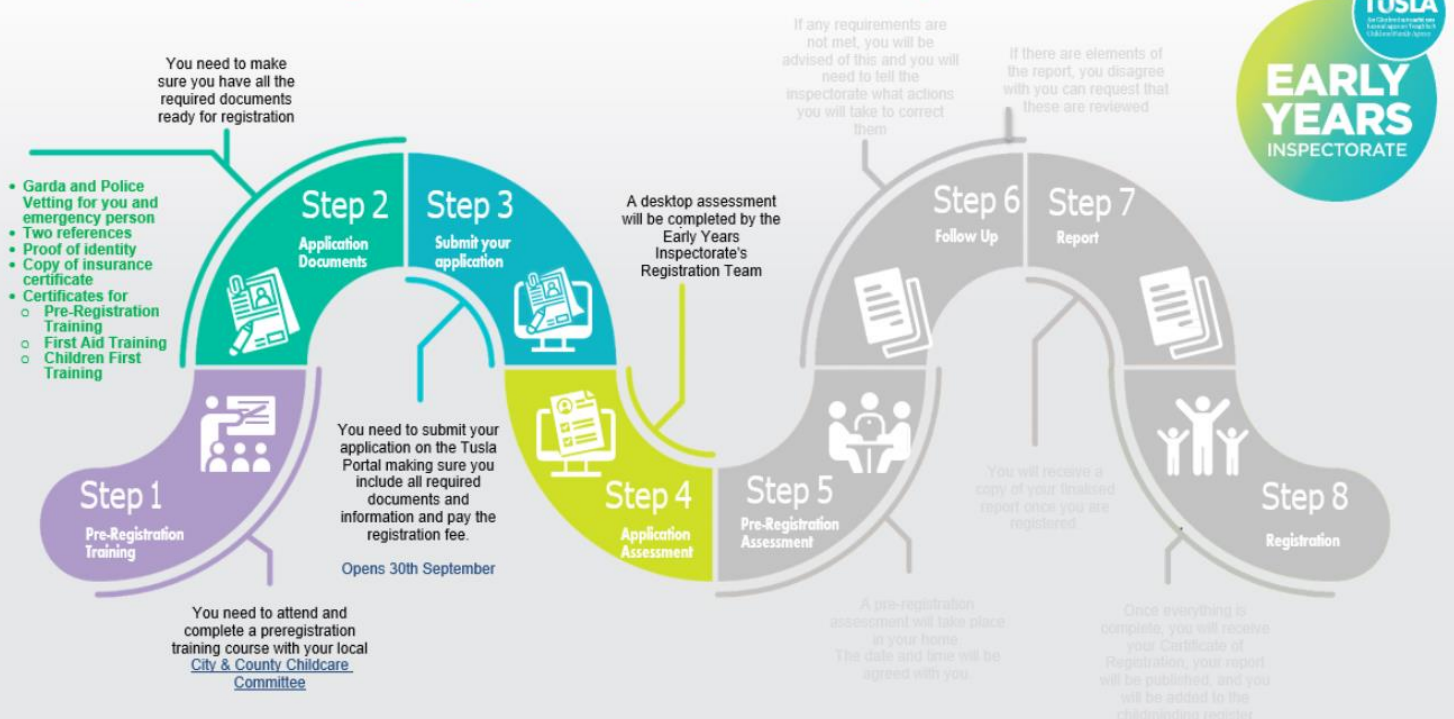 You need to make
sure you have all the
required documents
ready for registration
• Garda and Police
Vetting for you and
emergency person
• Two references
• Proof of identity
• Copy of insurance
certificate
• Certificates for
o Pre-Registration
Training
o First Aid Training
o Children First
Training
Step 1
Pre-Registration
Training
You need to attend and
complete a preregistration
training course with your local
City & County Childcare
Committee
Step 2
Application
Documents
Step 3
Submit your
application
You need to submit your
application on the Tusla
Portal making sure you
include all required
documents and
information and pay the
registration fee.
Opens 30th September
A desktop assessment
will be completed by the
Early Years
Inspectorate's
Registration Team
Step 4
Application
Assessment
Step 5
Pre-Registration
Assessment
A pre-registration
assessment will take place
in your home.
The date and time will be
agreed with you.
If any requirements are
not met, you will be
advised of this and you will
need to tell the
inspectorate what actions
you will take to correct
them
Step 6
Follow Up
If there are elements of
the report, you disagree
with you can request that
these are reviewed
Step 7
Report
You will receive a
copy of your finalised
report once you are
registered
Step 8
Registration
Once everything is
complete, you will receive
your Certificate of
Registration, your report
will be published, and you
will be added to the
childminding register
TUSLA
EARLY
YEARS
INSPECTORATE